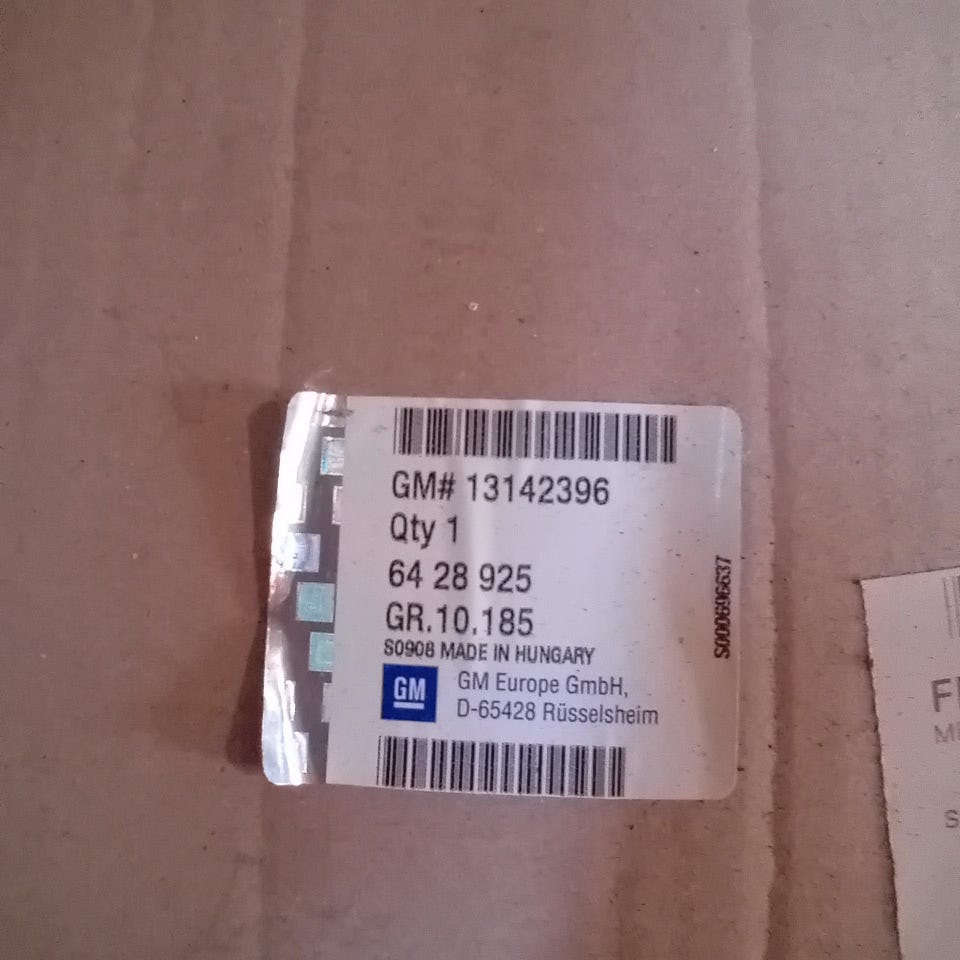 GM# 13142396
Qty 1
64 28 925
GR.10.185
S0908 MADE IN HUNGARY
GM
GM Europe GmbH,
D-65428 Rüsselsheim
S000606637